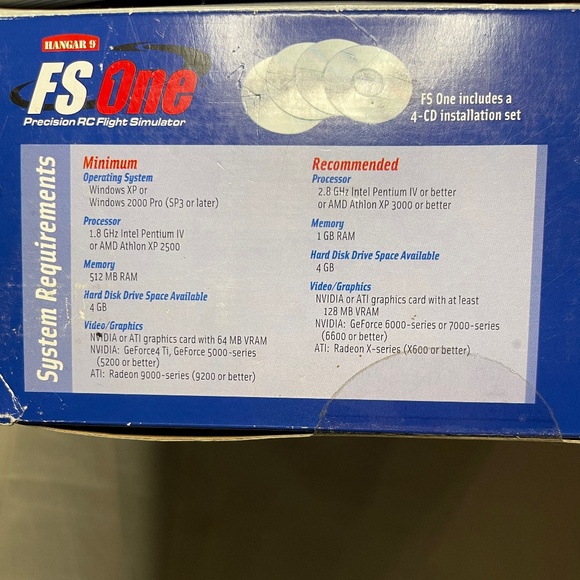 HANGAR 9
FS One
Precision RC Flight Simulator
FS One includes a
4-CD installation set
System Requirements
Minimum
Operating System
Windows XP or
Windows 2000 Pro (SP3 or later)
Processor
1.8 GHz Intel Pentium IV
or AMD Athlon XP 2500
Memory
512 MB RAM
Hard Disk Drive Space Available
4 GB
Video/Graphics
NVIDIA or ATI graphics card with 64 MB VRAM
NVIDIA: GeForce4 Ti, GeForce 5000-series
(5200 or better)
ATI: Radeon 9000-series (9200 or better)
Recommended
Processor
2.8 GHz Intel Pentium IV or better
or AMD Athlon XP 3000 or better
Memory
1 GB RAM
Hard Disk Drive Space Available
4 GB
Video/Graphics
NVIDIA or ATI graphics card with at least
128 MB VRAM
NVIDIA: GeForce 6000-series or 7000-series
(6600 or better)
ATI: Radeon X-series (X600 or better)